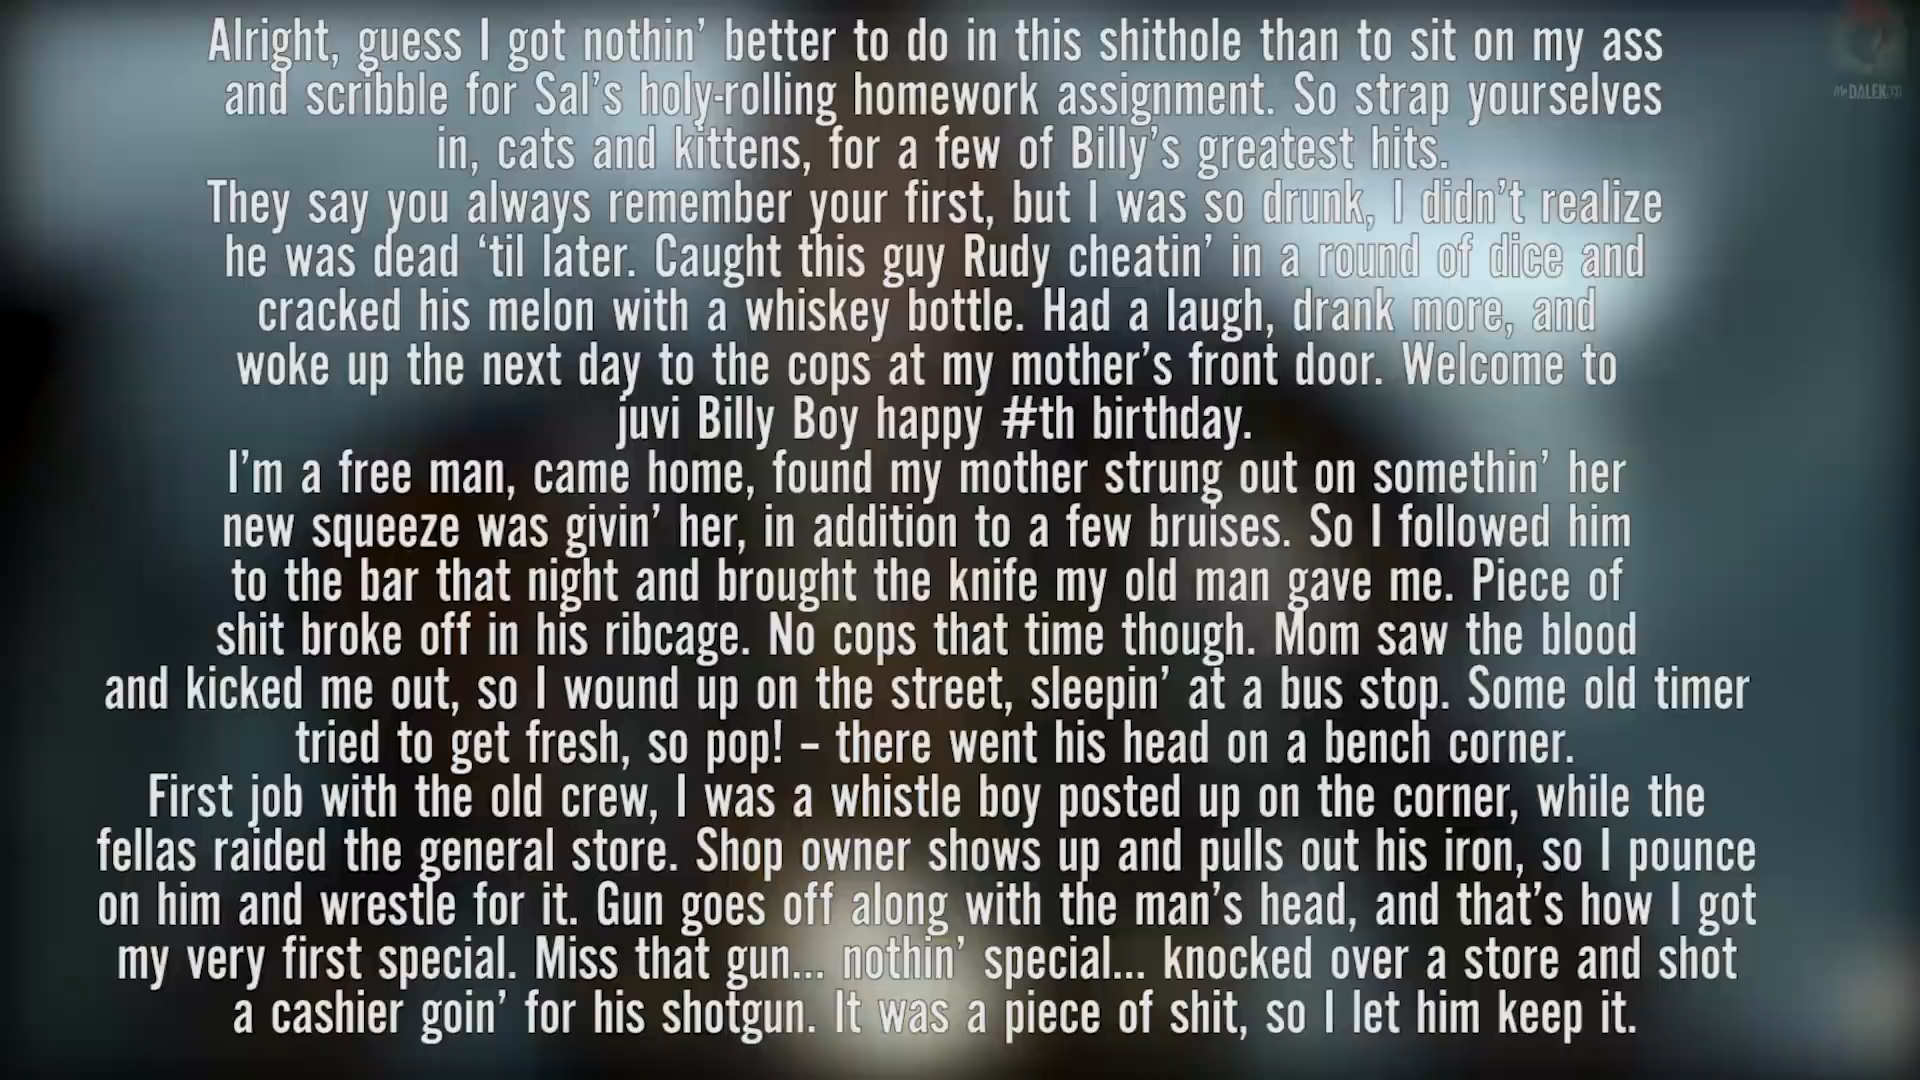 Alright, guess I got nothin’ better to do in this shithole than to sit on my ass
and scribble for Sal’s holy-rolling homework assignment. So strap yourselves
in, cats and kittens, for a few of Billy’s greatest hits.
They say you always remember your first, but I was so drunk, I didn’t realize
he was dead ‘til later. Caught this guy Rudy cheatin’ in a round of dice and
cracked his melon with a whiskey bottle. Had a laugh, drank more, and
woke up the next day to the cops at my mother’s front door. Welcome to
juvi Billy Boy happy #th birthday.
I’m a free man, came home, found my mother strung out on somethin’ her
new squeeze was givin’ her, in addition to a few bruises. So I followed him
to the bar that night and brought the knife my old man gave me. Piece of
shit broke off in his ribcage. No cops that time though. Mom saw the blood
and kicked me out, so I wound up on the street, sleepin’ at a bus stop. Some old timer
tried to get fresh, so pop! – there went his head on a bench corner.
First job with the old crew, I was a whistle boy posted up on the corner, while the
fellas raided the general store. Shop owner shows up and pulls out his iron, so I pounce
on him and wrestle for it. Gun goes off along with the man’s head, and that’s how I got
my very first special. Miss that gun... nothin’ special... knocked over a store and shot
a cashier goin’ for his shotgun. It was a piece of shit, so I let him keep it.